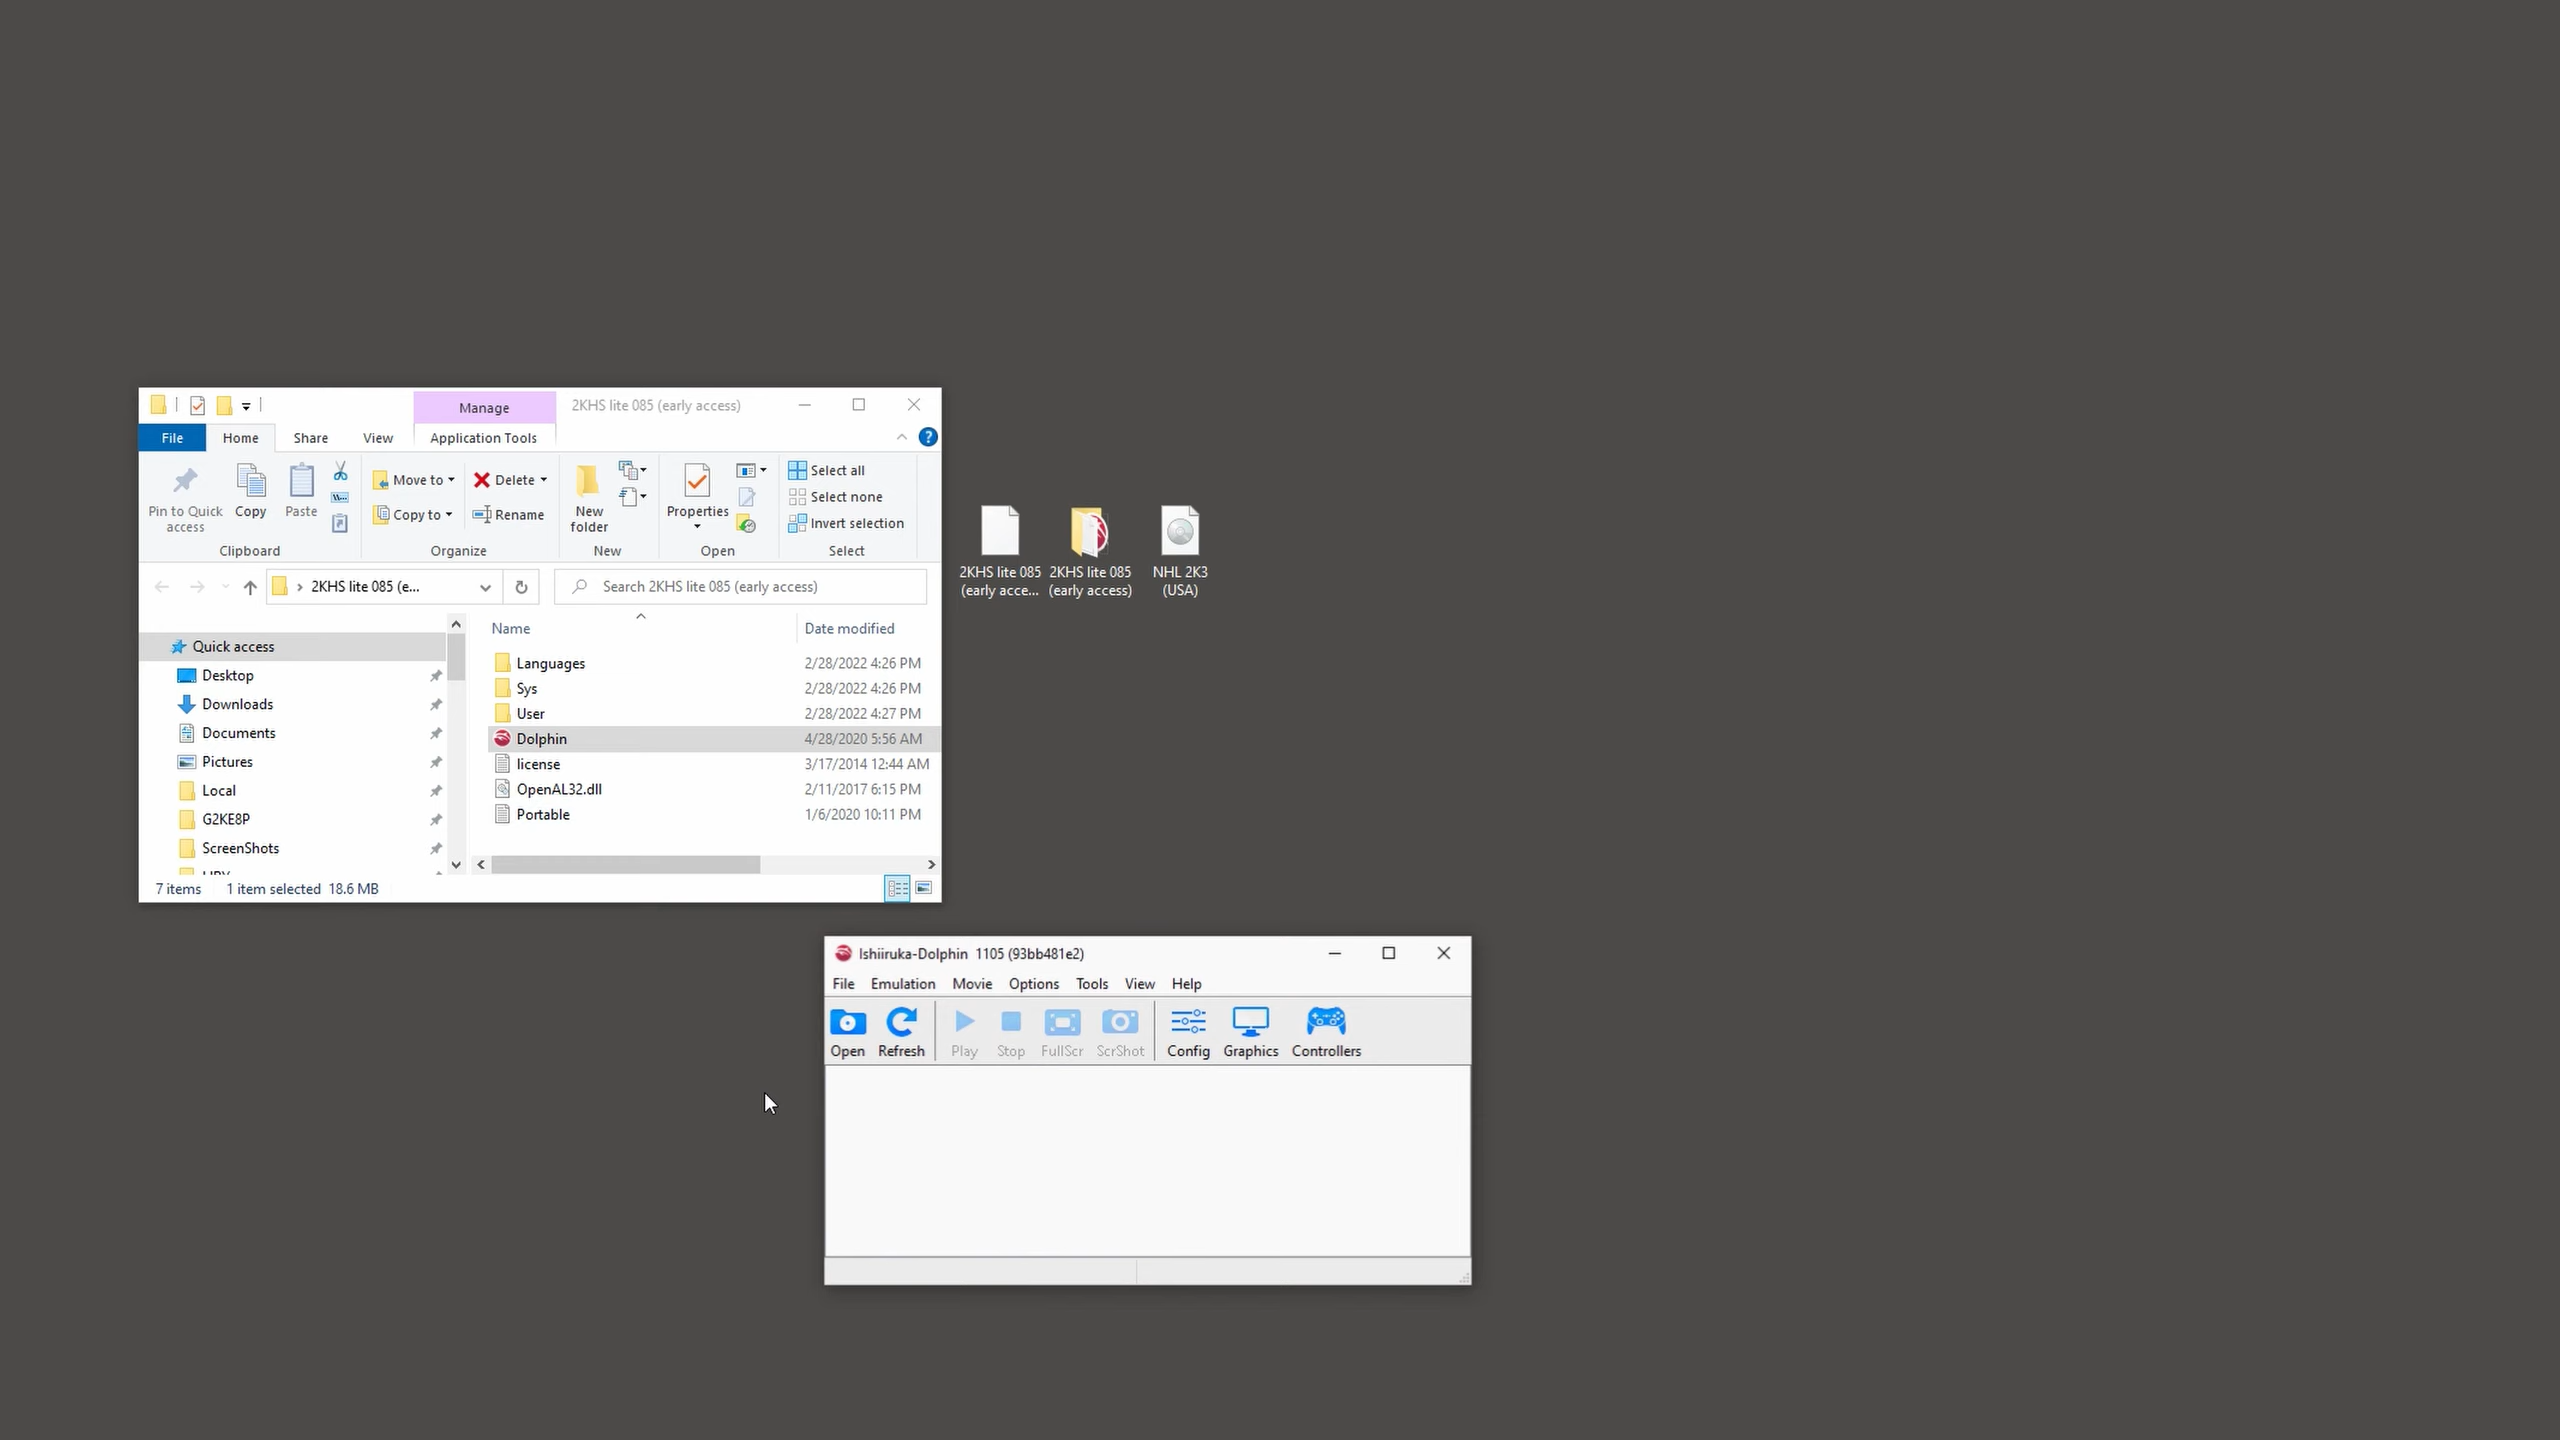 Manage
2KHS lite 085 (early access)
File
Home
Share
View
Application Tools
Pin to Quick
access
Copy
Paste
Move to
Copy to
Delete
Rename
New
folder
Properties
Select all
Select none
Invert selection
Clipboard
Organize
New
Open
Select
2KHS lite 085 (e...
Search 2KHS lite 085 (early access)
Quick access
Desktop
Downloads
Documents
Pictures
Local
G2KE8P
ScreenShots
Name
Date modified
Languages 2/28/2022 4:26 PM
Sys 2/28/2022 4:26 PM
User 2/28/2022 4:27 PM
Dolphin 4/28/2020 5:56 AM
license 3/17/2014 12:44 AM
OpenAL32.dll 2/11/2017 6:15 PM
Portable 1/6/2020 10:11 PM
7 items
1 item selected 18.6 MB
2KHS lite 085
(early acce...
2KHS lite 085
(early access)
NHL 2K3
(USA)
Ishiiruka-Dolphin 1105 (93bb481e2)
File Emulation Movie Options Tools View Help
Open Refresh Play Stop FullScr ScrShot Config Graphics Controllers